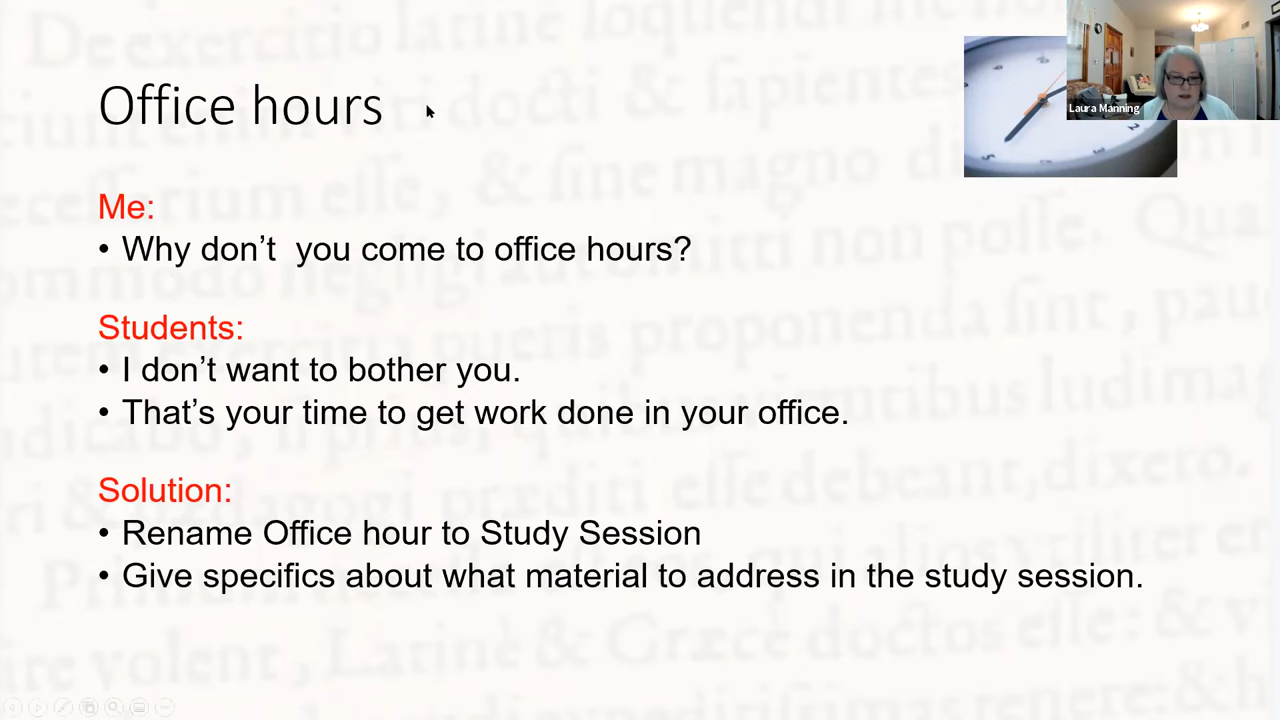 Office hours
Laura Manning
Me:
• Why don’t  you come to office hours?
Students:
• I don’t want to bother you.
• That’s your time to get work done in your office.
Solution:
• Rename Office hour to Study Session
• Give specifics about what material to address in the study session.